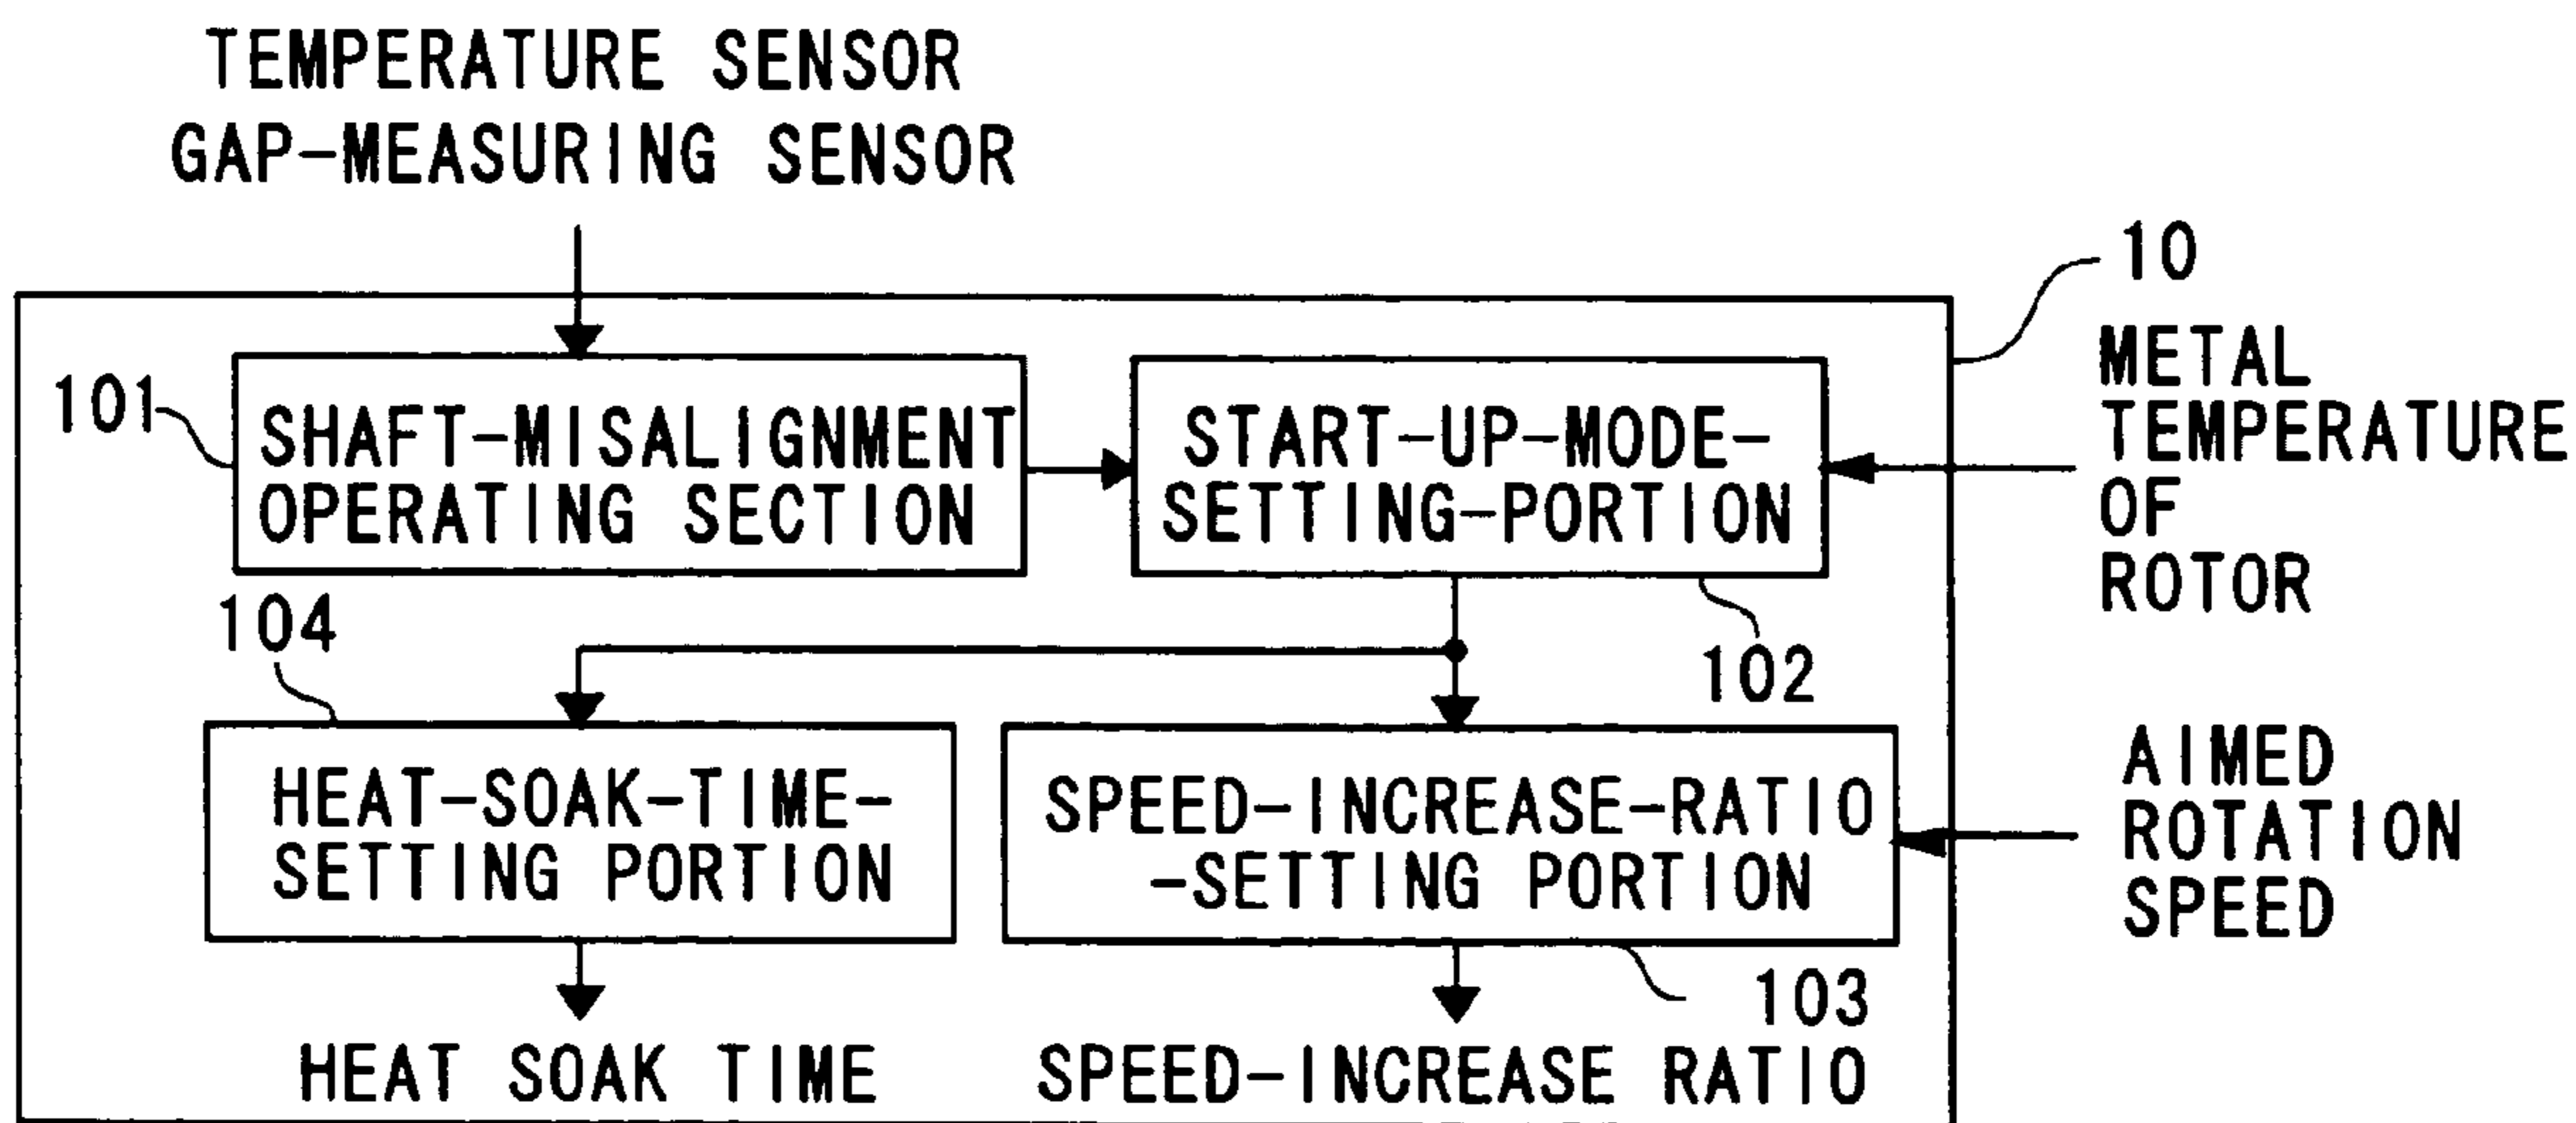 TEMPERATURE SENSOR
GAP-MEASURING SENSOR
10
METAL
TEMPERATURE
OF
ROTOR
101
SHAFT-MISALIGNMENT
OPERATING SECTION
START-UP-MODE-
SETTING-PORTION
102
104
HEAT-SOAK-TIME-
SETTING PORTION
SPEED-INCREASE-RATIO
-SETTING PORTION
AIMED
ROTATION
SPEED
103
HEAT SOAK TIME
SPEED-INCREASE RATIO